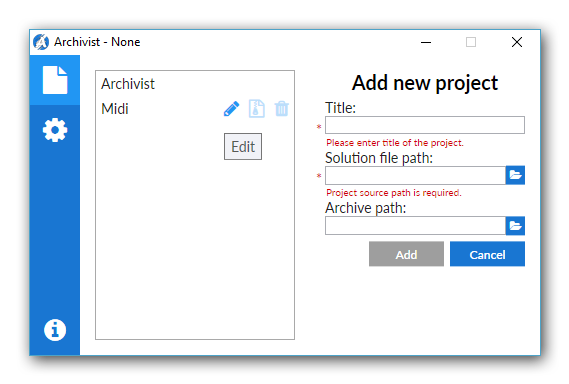 Archivist - None
Archivist
Midi
Edit
Add new project
Title:
*
Please enter title of the project.
Solution file path:
*
Project source path is required.
Archive path:
Add
Cancel